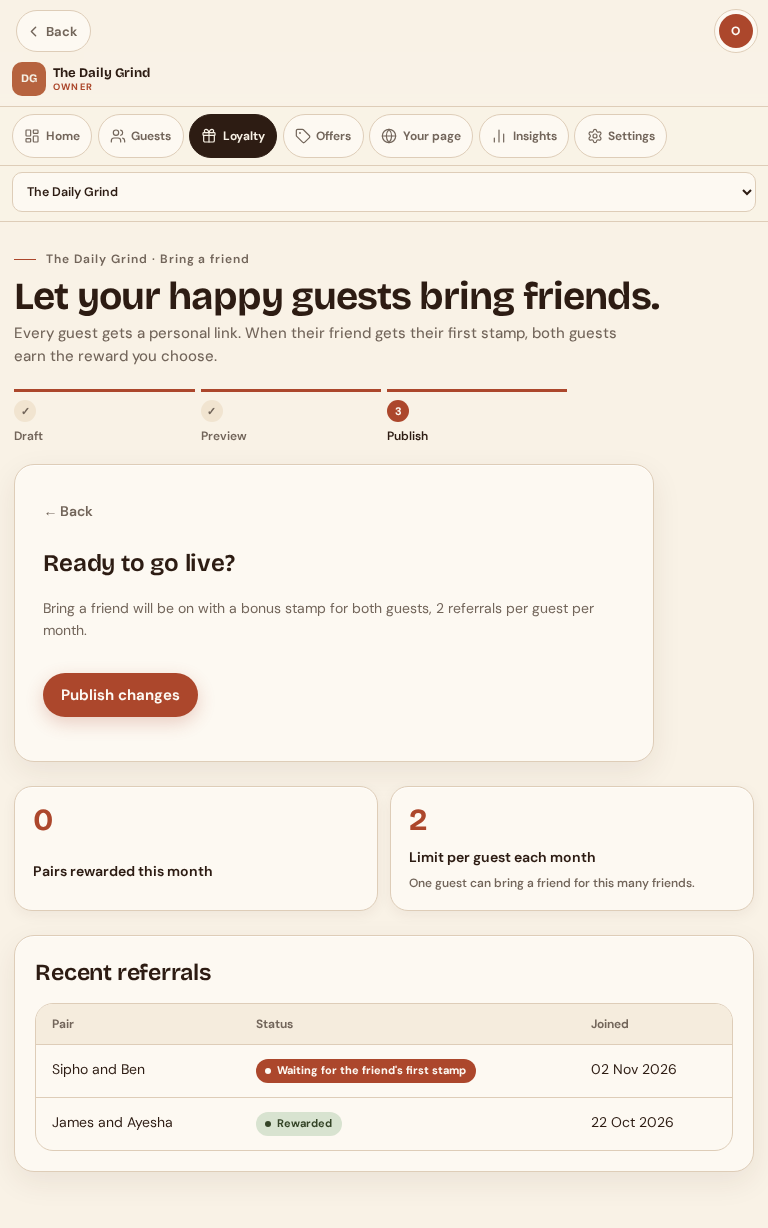 Back
O
DG
The Daily Grind
OWNER
Home
Guests
Loyalty
Offers
Your page
Insights
Settings
The Daily Grind
The Daily Grind · Bring a friend
Let your happy guests bring friends.
Every guest gets a personal link. When their friend gets their first stamp, both guests
earn the reward you choose.
✓
✓
3
Draft
Preview
Publish
← Back
Ready to go live?
Bring a friend will be on with a bonus stamp for both guests, 2 referrals per guest per
month.
Publish changes
0
Pairs rewarded this month
2
Limit per guest each month
One guest can bring a friend for this many friends.
Recent referrals
Pair Status Joined
Sipho and Ben Waiting for the friend's first stamp 02 Nov 2026
James and Ayesha Rewarded 22 Oct 2026